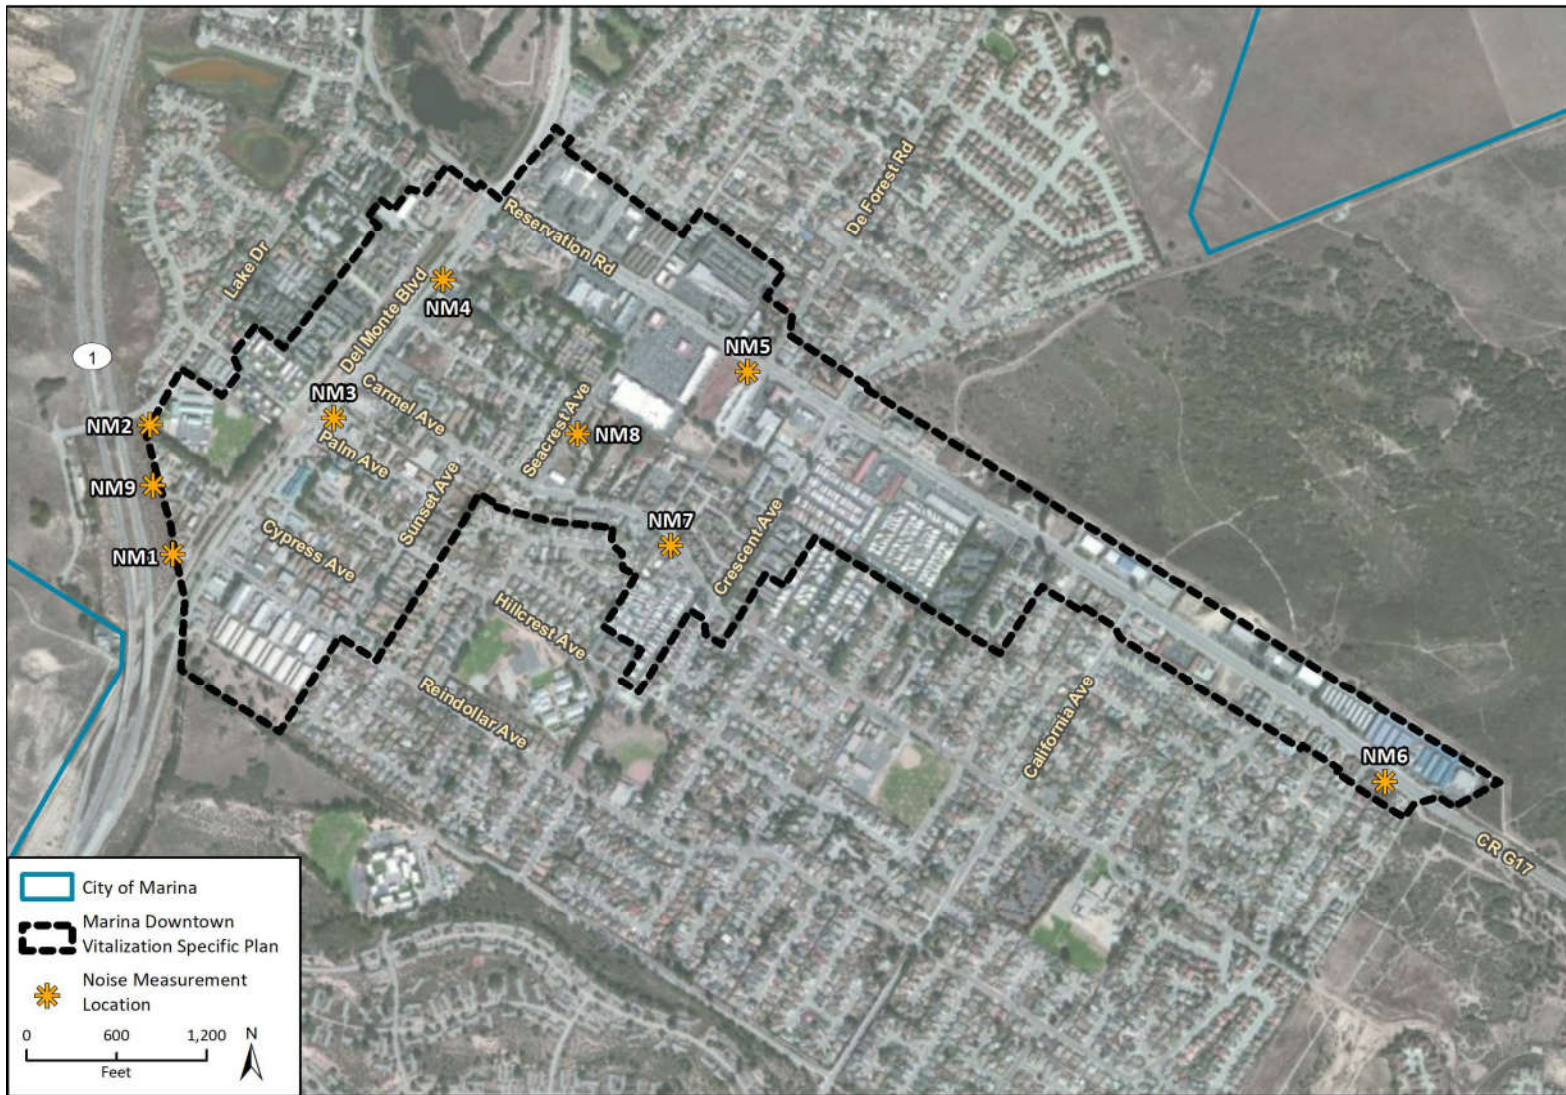 De Forest Rd
Reservation Rd
Lake Dr
Del Monte Blvd
NM4
1
NM5
NM3
Carmel Ave
NM2
Seacrest Ave
NM8
Palm Ave
NM9
Sunset Ave
NM7
NM1
Cypress Ave
Crescent Ave
Hillcrest Ave
Reindollar Ave
California Ave
NM6
CR G17
City of Marina
Marina Downtown
Vitalization Specific Plan
Noise Measurement
Location
0 600 1,200 N
Feet